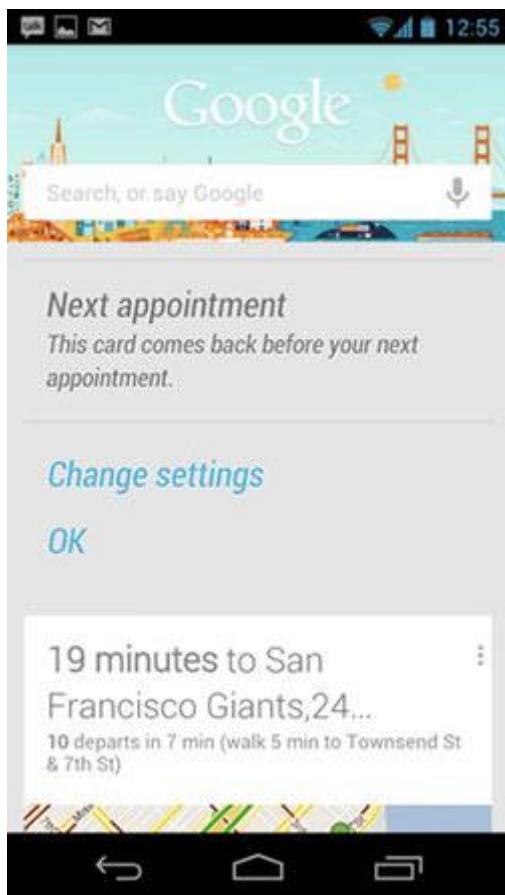 talk 12:55
Google
Search, or say Google
Next appointment
This card comes back before your next
appointment.
Change settings
OK
19 minutes to San
Francisco Giants,24...
10 departs in 7 min (walk 5 min to Townsend St
& 7th St)